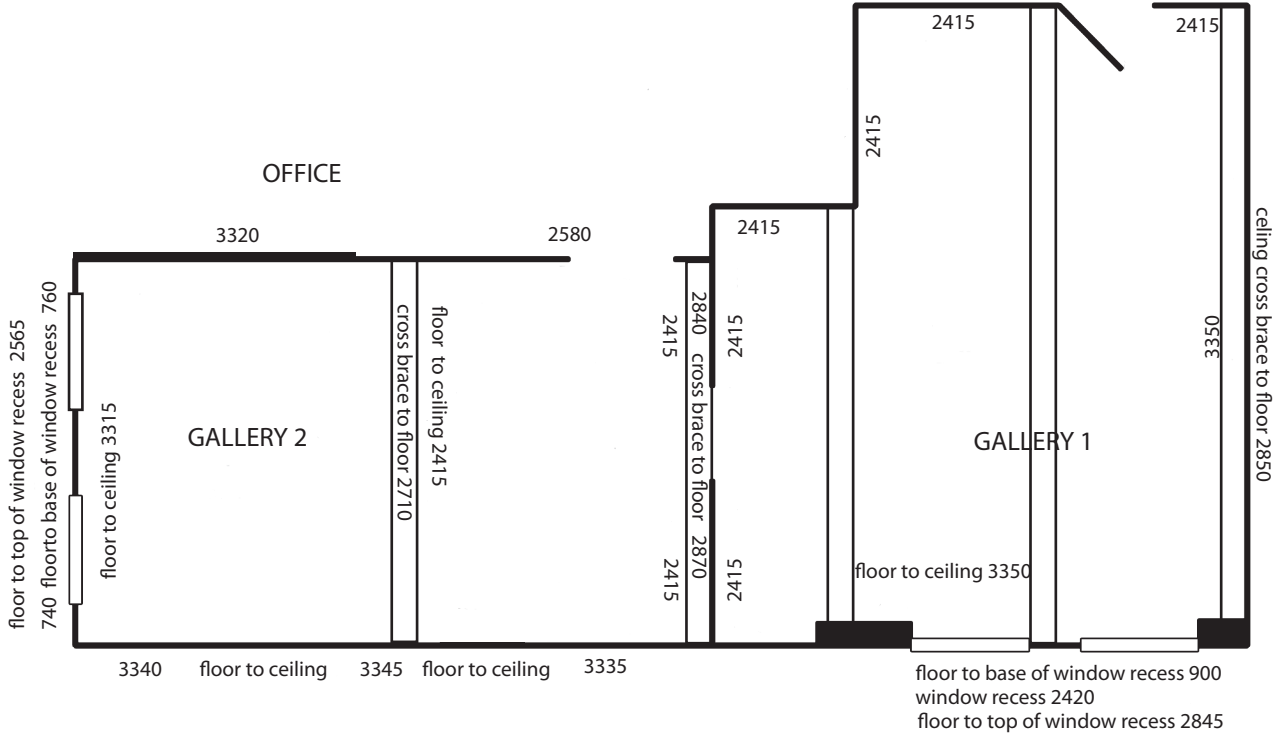 2415
2415
2415
OFFICE
3320
2580
2415
floor to top of window recess 2565
740 floorto base of window recess 760
floor to ceiling 3315
GALLERY 2
cross brace to floor 2710
floor to ceiling 2415
2415
2415
2840 cross brace to floor 2870
2415
2415
GALLERY 1
floor to ceiling 3350
3350
celing cross brace to floor 2850
3340 floor to ceiling 3345 floor to ceiling 3335
floor to base of window recess 900
window recess 2420
floor to top of window recess 2845